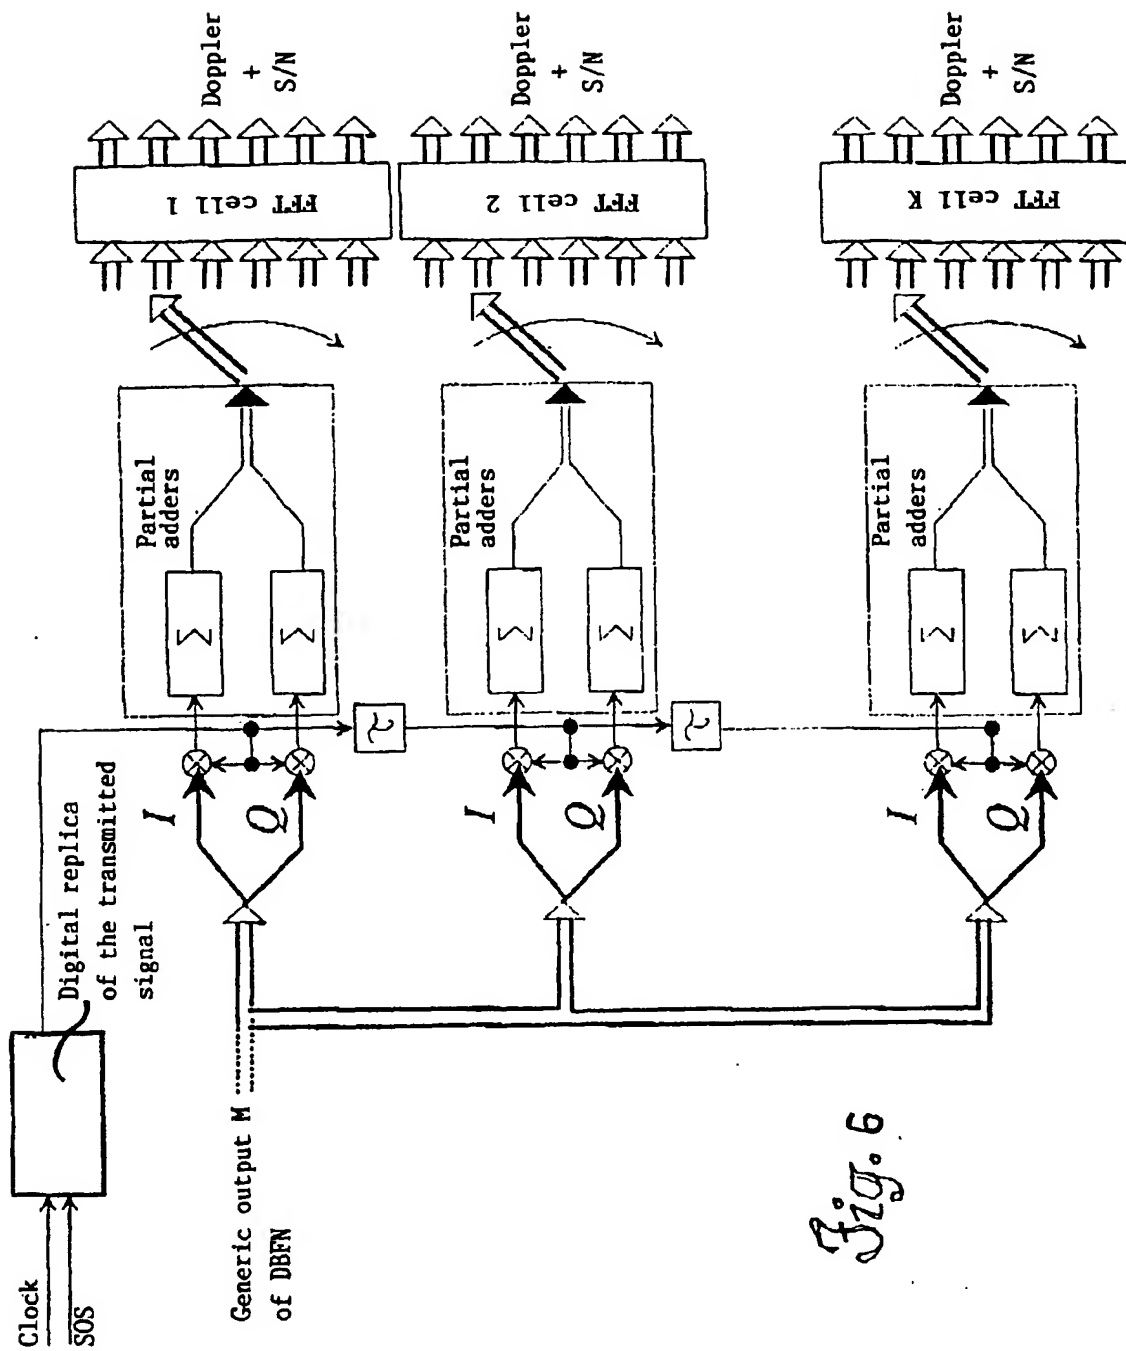 Clock
SOS
Digital replica
of the transmitted
signal
Generic output M
of DBFN
I
Q
Partial
adders
Σ
Σ
FFT cell 1
Doppler
+
S/N
τ
I
Q
Partial
adders
Σ
Σ
FFT cell 2
Doppler
+
S/N
τ
I
Q
Partial
adders
Σ
Σ
FFT cell K
Doppler
+
S/N
Fig. 6